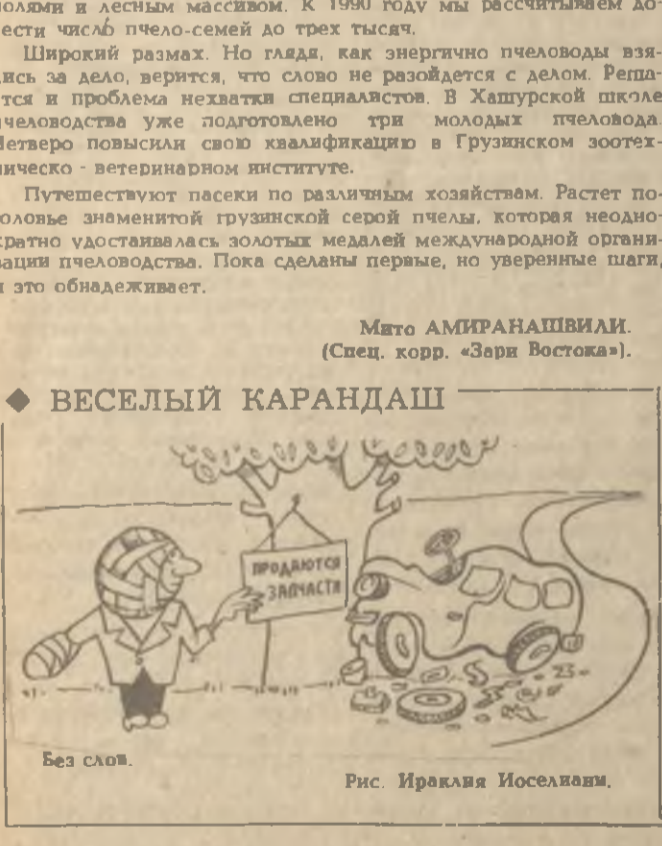 полями и лесным массивом. К 1990 году мы рассчитываем до-
ести число пчело-семей до трех тысяч.
Широкий размах. Но глядя, как энергично пчеловоды взя-
лись за дело, верится, что слово не разойдется с делом. Реша-
тся и проблема нехватки специалистов. В Хашурской школе
пчеловодства уже подготовлено три молодых пчеловода.
Четверо повысили свою квалификацию в Грузинском зоотех-
ническо - ветеринарном институте.
Путешествуют пасеки по различным хозяйствам. Растет по-
головье знаменитой грузинской серой пчелы, которая неодно-
кратно удостаивалась золотых медалей международной органи-
зации пчеловодства. Пока сделаны первые, но уверенные шаги,
и это обнадеживает.
Мито АМИРАНАШВИЛИ.
(Спец. корр. «Зари Востока»).
◆ ВЕСЕЛЫЙ КАРАНДАШ
ПРОДАЮТСЯ
ЗАПЧАСТИ
Без слов.
Рис. Ираклия Иоселиани.